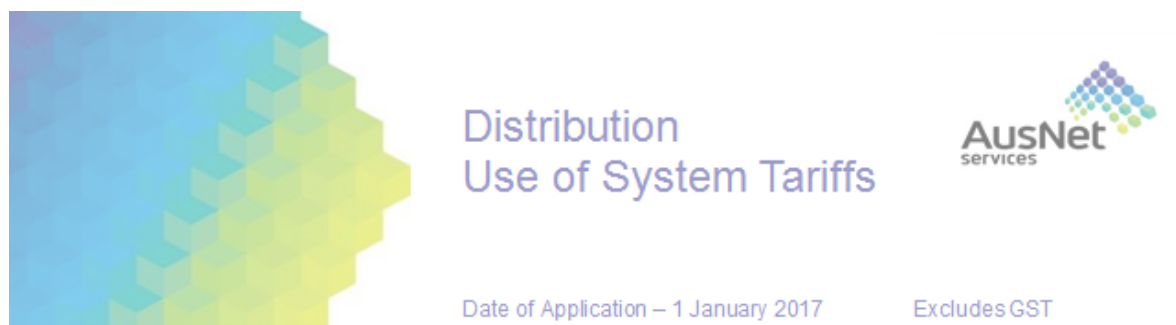 Distribution
Use of System Tariffs
AusNet
services
Date of Application – 1 January 2017
Excludes GST